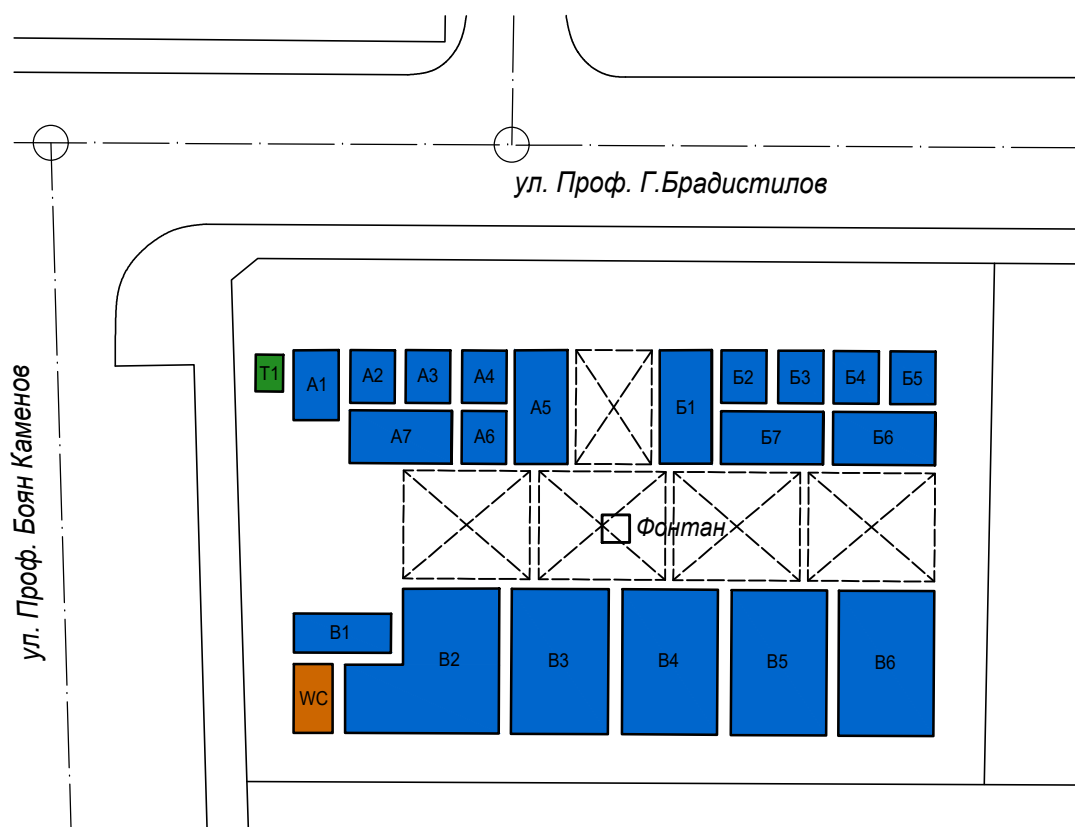 ул. Проф. Г.Брадистилов
ул. Проф. Боян Каменов
T1
А1
А2
А3
А4
А5
Б1
Б2
Б3
Б4
Б5
А7
А6
Б7
Б6
Фонтан
В1
В2
В3
В4
В5
В6
WC